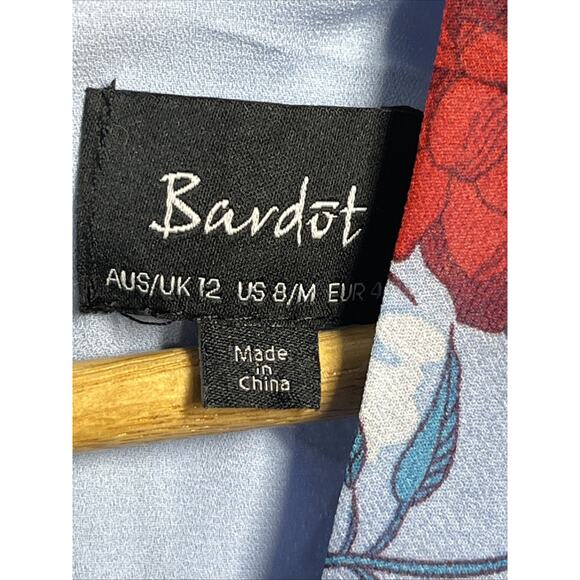 Bardōt
AUS/UK 12 US 8/M EUR 4
Made
in
China